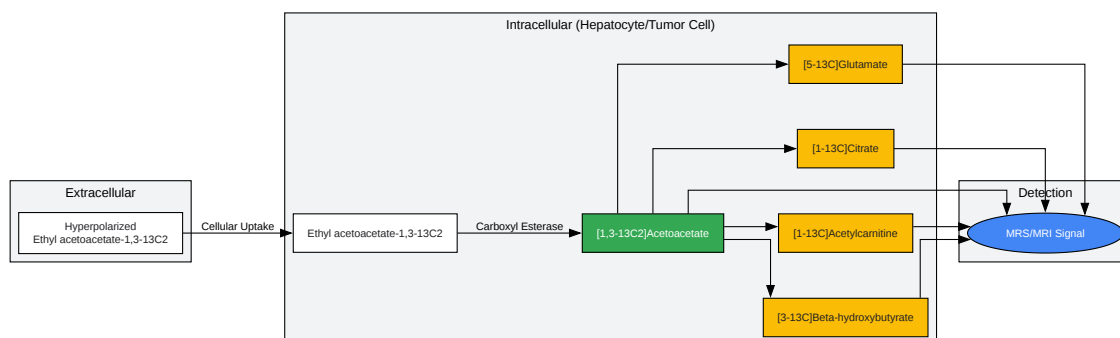 Intracellular (Hepatocyte/Tumor Cell)
[5-13C]Glutamate
[1-13C]Citrate
Extracellular
Detection
Hyperpolarized
Ethyl acetoacetate-1,3-13C2
Cellular Uptake
Ethyl acetoacetate-1,3-13C2
Carboxyl Esterase
[1,3-13C2]Acetoacetate
[1-13C]Acetylcarnitine
MRS/MRI Signal
[3-13C]Beta-hydroxybutyrate